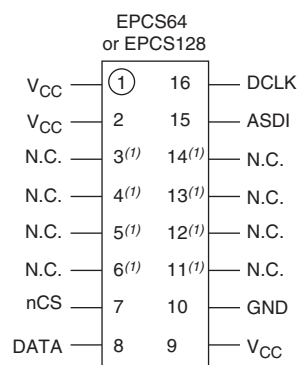 EPCS64
or EPCS128
VCC 1 16 DCLK
VCC 2 15 ASDI
N.C. 3(1) 14(1) N.C.
N.C. 4(1) 13(1) N.C.
N.C. 5(1) 12(1) N.C.
N.C. 6(1) 11(1) N.C.
nCS 7 10 GND
DATA 8 9 VCC